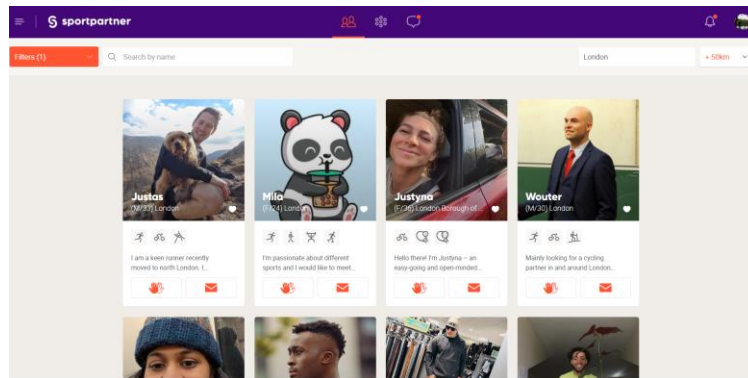 sportpartner
Filters (1)
Search by name
London
+ 50km
Justas
(M/33) London
Mila
(F/24) London
Justyna
(F/36) London Borough of...
Wouter
(M/30) London
I am a keen runner recently
moved to north London. I...
I'm passionate about different
sports and I would like to meet...
Hello there! I'm Justyna – an
easy-going and open-minded...
Mainly looking for a cycling
partner in and around London...